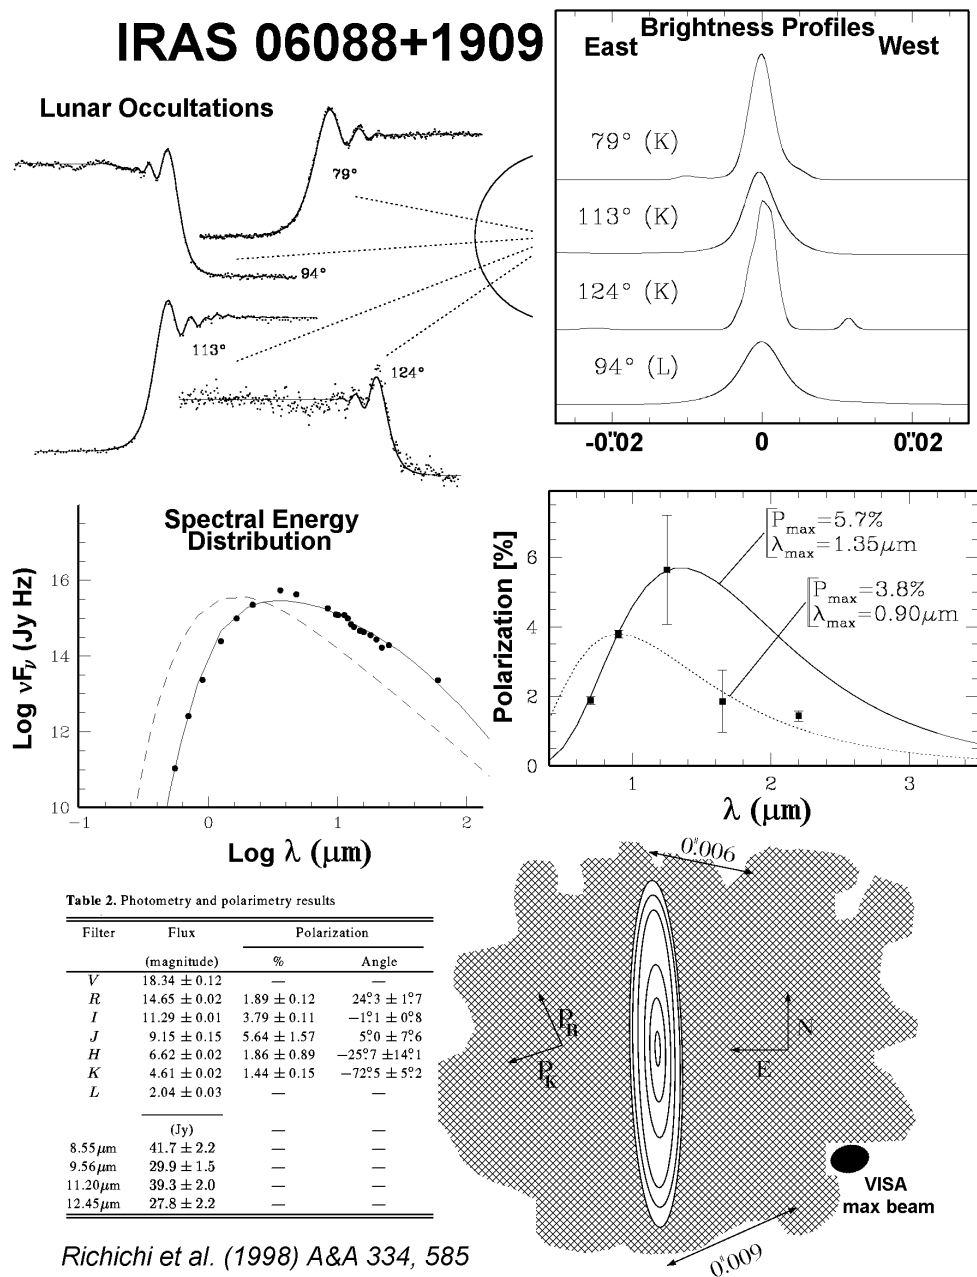 IRAS 06088+1909
Lunar Occultations
79°
94°
113°
124°
Brightness Profiles
East
West
79° (K)
113° (K)
124° (K)
94° (L)
-0."02 0 0."02
Spectral Energy
Distribution
Log νFν (Jy Hz)
16
14
12
10
-1 0 1 2
Log λ (μm)
Polarization [%]
6
4
2
0
Pmax=5.7%
λmax=1.35μm
Pmax=3.8%
λmax=0.90μm
1 2 3
λ (μm)
Table 2. Photometry and polarimetry results
Filter Flux Polarization
(magnitude) % Angle
V 18.34 ± 0.12 — —
R 14.65 ± 0.02 1.89 ± 0.12 24°.3 ± 1°.7
I 11.29 ± 0.01 3.79 ± 0.11 −1°.1 ± 0°.8
J 9.15 ± 0.15 5.64 ± 1.57 5°.0 ± 7°.6
H 6.62 ± 0.02 1.86 ± 0.89 −25°.7 ±14°.1
K 4.61 ± 0.02 1.44 ± 0.15 −72°.5 ± 5°.2
L 2.04 ± 0.03 — —
(Jy) — —
8.55μm 41.7 ± 2.2 — —
9.56μm 29.9 ± 1.5 — —
11.20μm 39.3 ± 2.0 — —
12.45μm 27.8 ± 2.2 — —
0."006
PR
PK
N
E
VISA
max beam
0."009
Richichi et al. (1998) A&A 334, 585